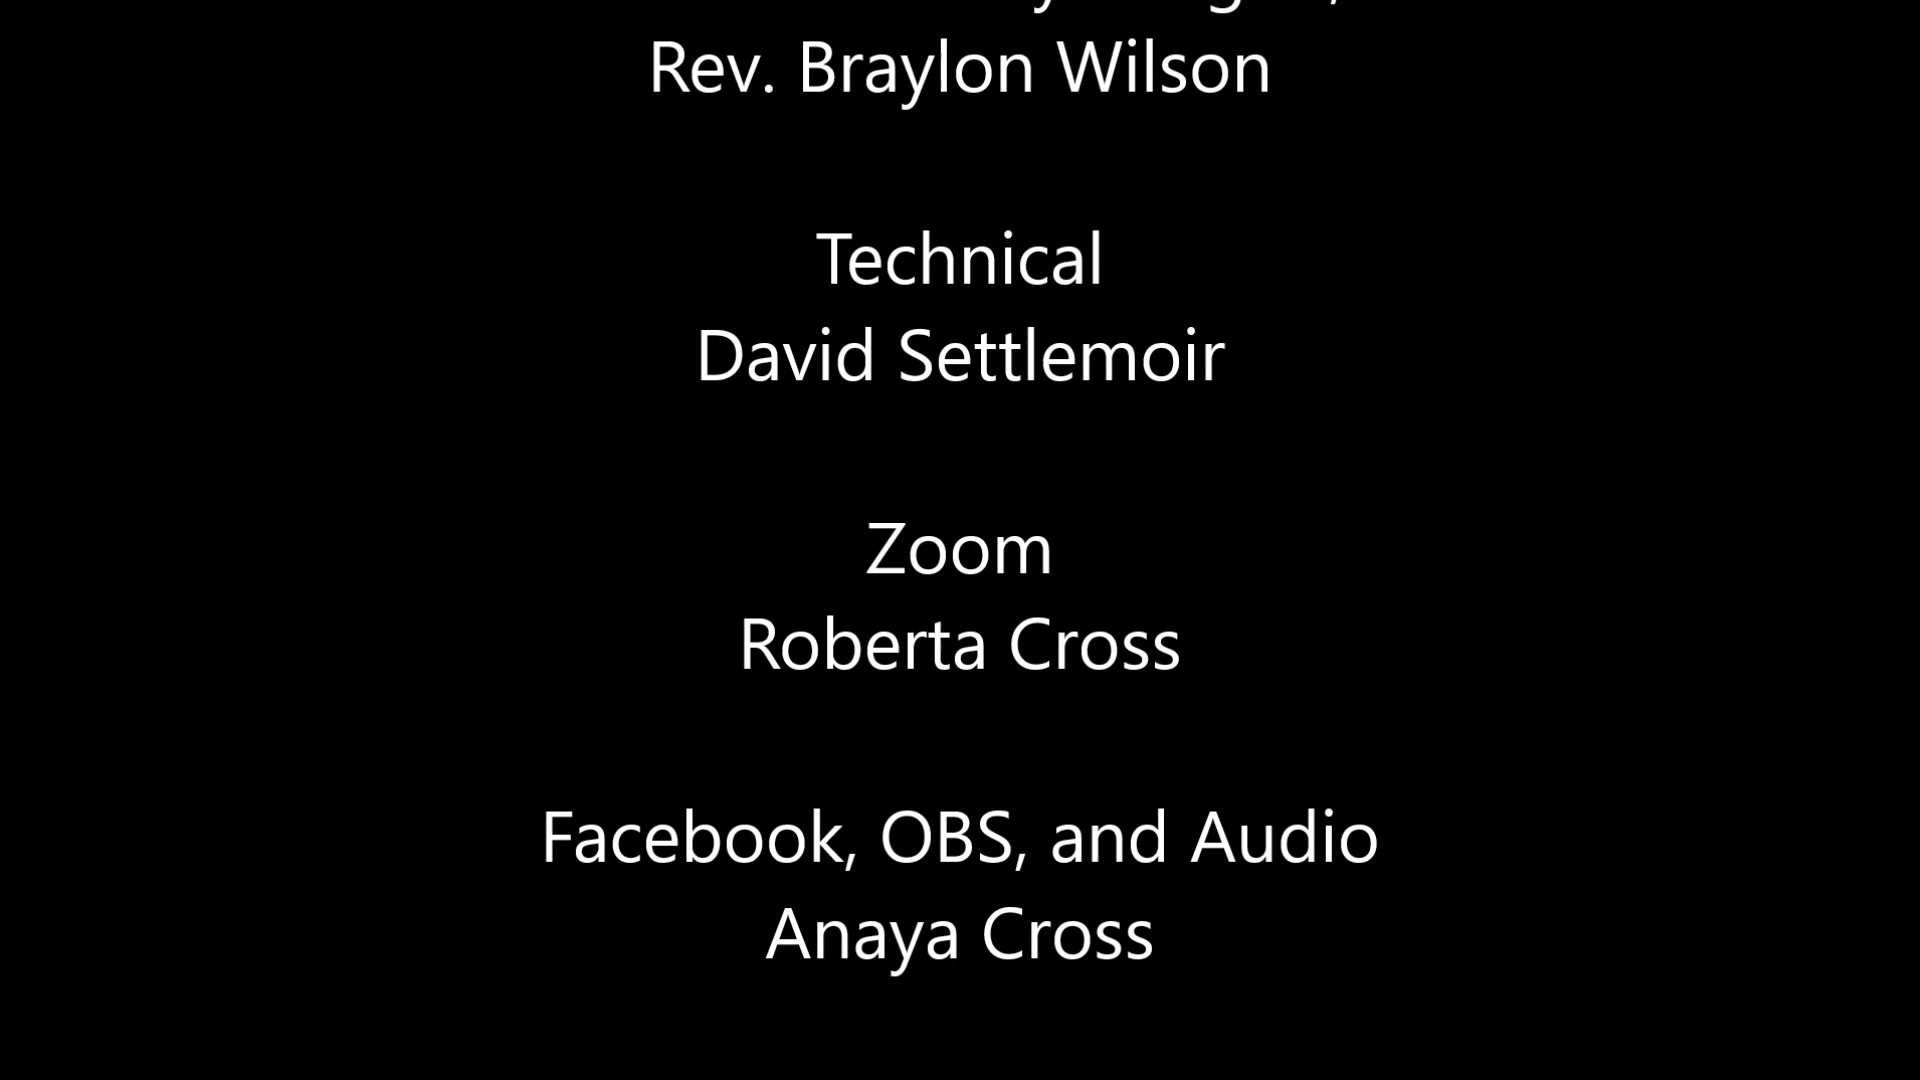 Rev. Braylon Wilson
Technical
David Settlemoir
Zoom
Roberta Cross
Facebook, OBS, and Audio
Anaya Cross